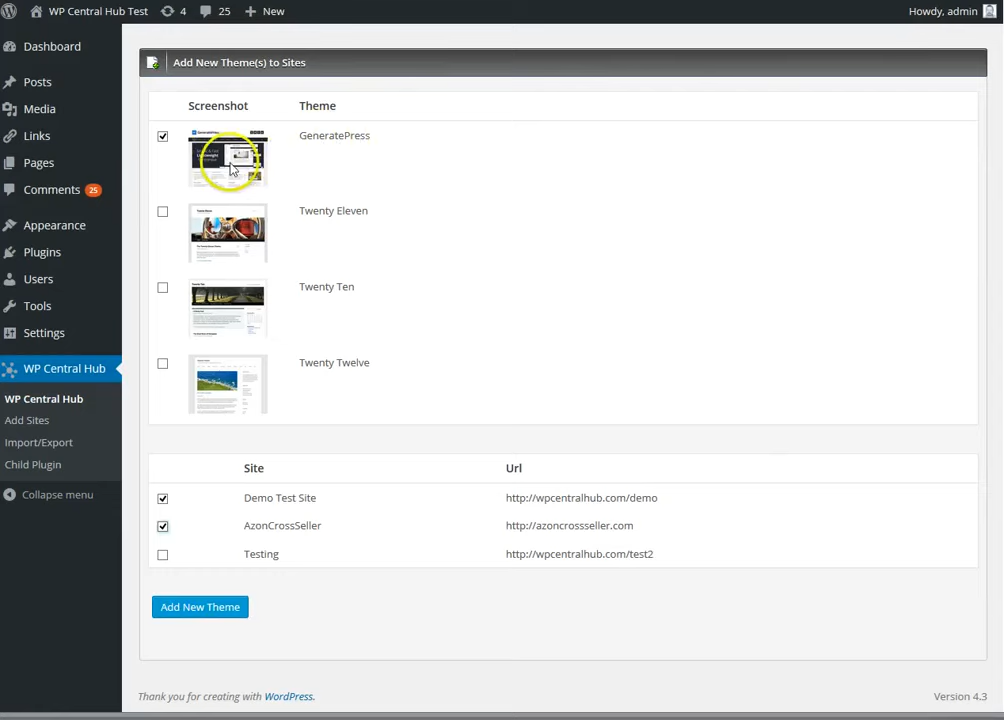 WP Central Hub Test 4 25 New Howdy, admin
Dashboard
Posts
Media
Links
Pages
Comments 25
Appearance
Plugins
Users
Tools
Settings
WP Central Hub
WP Central Hub
Add Sites
Import/Export
Child Plugin
Collapse menu
Add New Theme(s) to Sites
Screenshot Theme
GeneratePress
Twenty Eleven
Twenty Ten
Twenty Twelve
Site Url
Demo Test Site http://wpcentralhub.com/demo
AzonCrossSeller http://azoncrossseller.com
Testing http://wpcentralhub.com/test2
Add New Theme
Thank you for creating with WordPress. Version 4.3